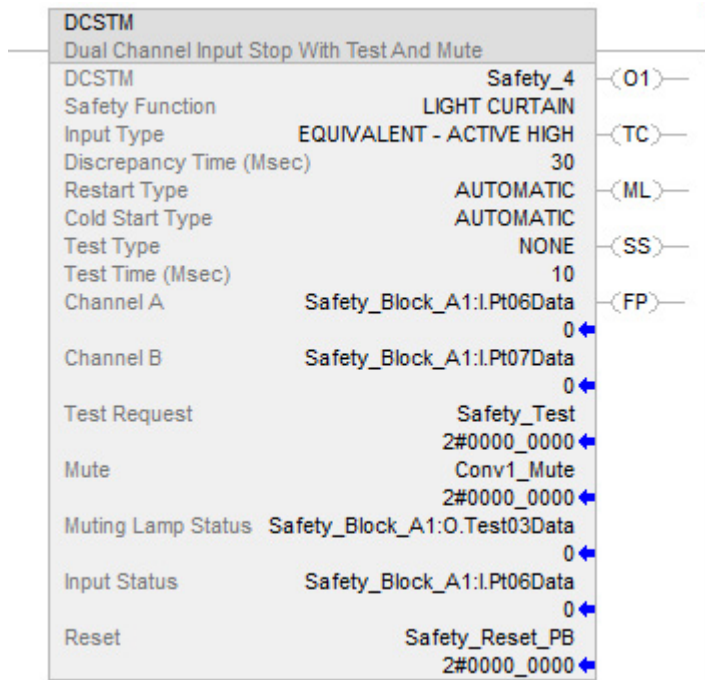 DCSTM
Dual Channel Input Stop With Test And Mute
DCSTM Safety_4 (O1)
Safety Function LIGHT CURTAIN
Input Type EQUIVALENT - ACTIVE HIGH (TC)
Discrepancy Time (Msec) 30
Restart Type AUTOMATIC (ML)
Cold Start Type AUTOMATIC
Test Type NONE (SS)
Test Time (Msec) 10
Channel A Safety_Block_A1:I.Pt06Data (FP)
0
Channel B Safety_Block_A1:I.Pt07Data
0
Test Request Safety_Test
2#0000_0000
Mute Conv1_Mute
2#0000_0000
Muting Lamp Status Safety_Block_A1:O.Test03Data
0
Input Status Safety_Block_A1:I.Pt06Data
0
Reset Safety_Reset_PB
2#0000_0000